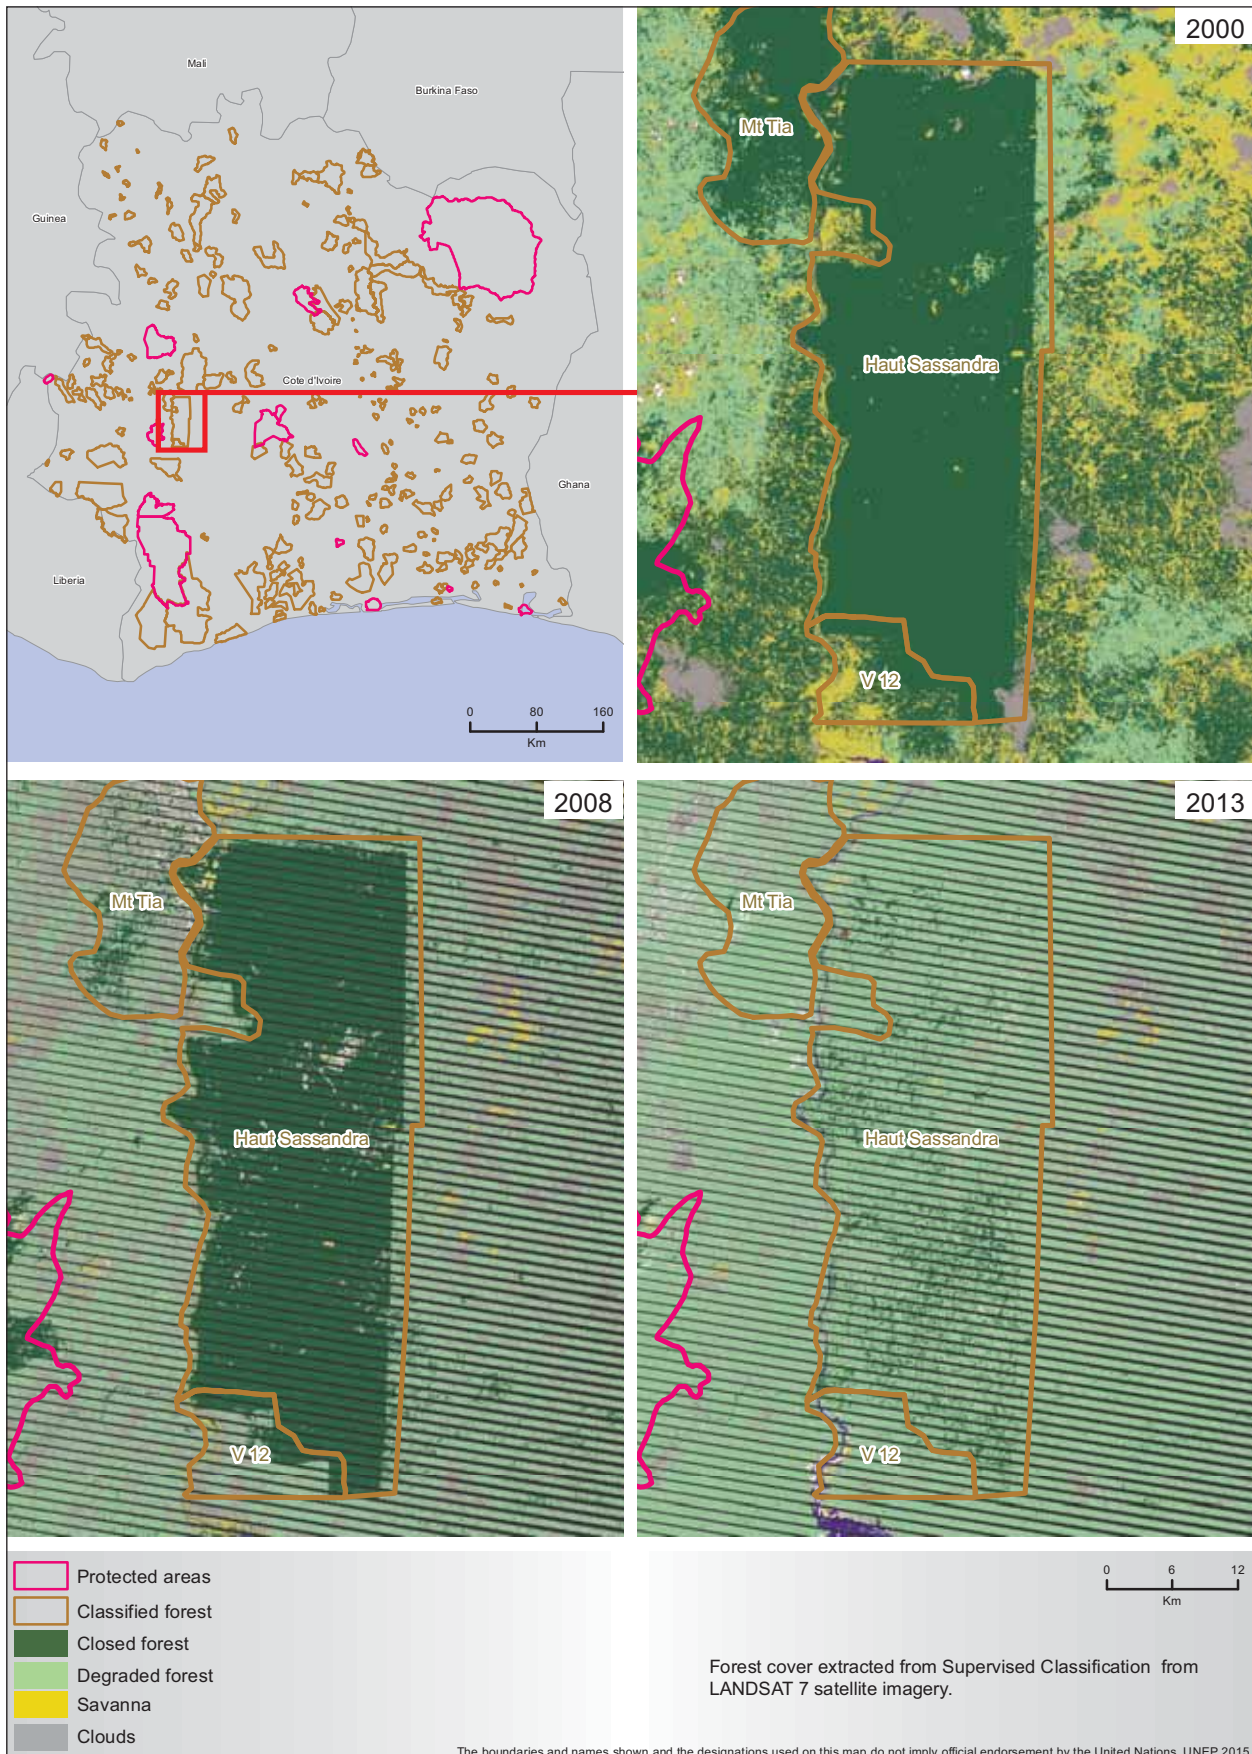 Mali
Burkina Faso
Guinea
Cote d'Ivoire
Ghana
Liberia
0 80 160
Km
2000
Mt Tia
Haut Sassandra
V 12
2008
Mt Tia
Haut Sassandra
V 12
2013
Mt Tia
Haut Sassandra
V 12
Protected areas
Classified forest
Closed forest
Degraded forest
Savanna
Clouds
0 6 12
Km
Forest cover extracted from Supervised Classification from
LANDSAT 7 satellite imagery.
The boundaries and names shown and the designations used on this map do not imply official endorsement by the United Nations. UNEP 2015